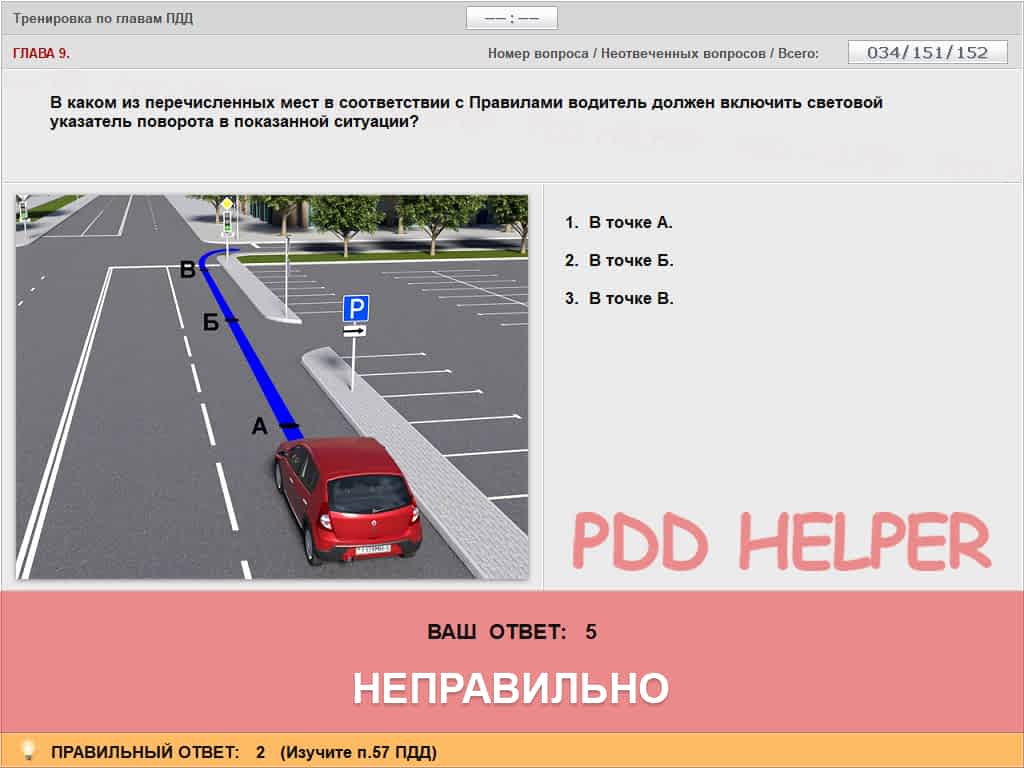 Тренировка по главам ПДД
–– : ––
ГЛАВА 9.
Номер вопроса / Неотвеченных вопросов / Всего:
034/151/152
В каком из перечисленных мест в соответствии с Правилами водитель должен включить световой
указатель поворота в показанной ситуации?
1. В точке А.
2. В точке Б.
3. В точке В.
В
Б
А
P
PDD HELPER
ВАШ ОТВЕТ: 5
НЕПРАВИЛЬНО
ПРАВИЛЬНЫЙ ОТВЕТ: 2 (Изучите п.57 ПДД)